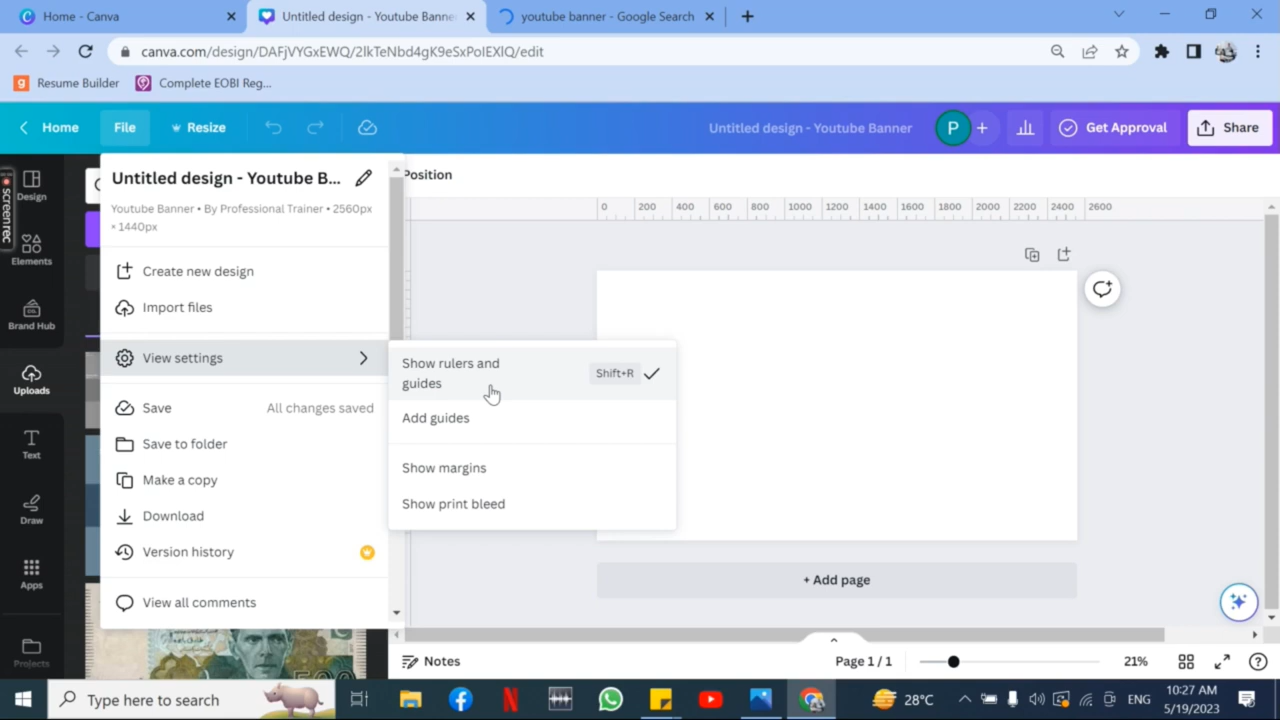 Home - Canva
Untitled design - Youtube Banner
youtube banner - Google Search
canva.com/design/DAFjVYGxEWQ/2lkTeNbd4gK9eSxPoIEXlQ/edit
Resume Builder
Complete EOBI Reg...
Home
File
Resize
Untitled design - Youtube Banner
P
Get Approval
Share
Untitled design - Youtube B...
Youtube Banner • By Professional Trainer • 2560px
× 1440px
Create new design
Import files
View settings
Save
All changes saved
Save to folder
Make a copy
Download
Version history
View all comments
screenrec
Design
Elements
Brand Hub
Uploads
Text
Draw
Apps
Projects
Position
0 200 400 600 800 1000 1200 1400 1600 1800 2000 2200 2400 2600
Show rulers and
guides
Shift+R
Add guides
Show margins
Show print bleed
+ Add page
Notes
Page 1 / 1
21%
Type here to search
28°C
ENG
10:27 AM
5/19/2023